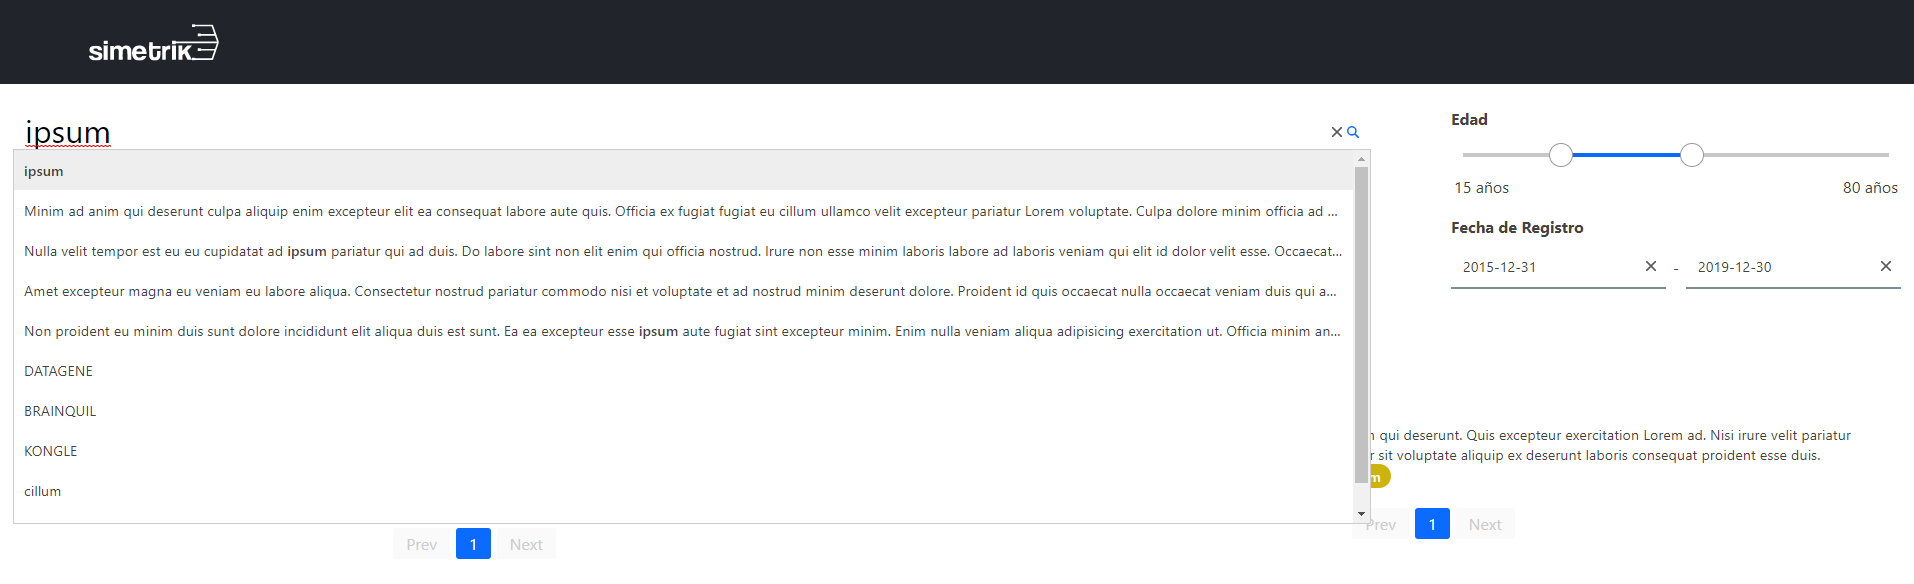 simetrik
ipsum
ipsum
Minim ad anim qui deserunt culpa aliquip enim excepteur elit ea consequat labore aute quis. Officia ex fugiat fugiat eu cillum ullamco velit excepteur pariatur Lorem voluptate. Culpa dolore minim officia ad ...
Nulla velit tempor est eu eu cupidatat ad ipsum pariatur qui ad duis. Do labore sint non elit enim qui officia nostrud. Irure non esse minim laboris labore ad laboris veniam qui elit id dolor velit esse. Occaecat...
Amet excepteur magna eu veniam eu labore aliqua. Consectetur nostrud pariatur commodo nisi et voluptate et ad nostrud minim deserunt dolore. Proident id quis occaecat nulla occaecat veniam duis qui a...
Non proident eu minim duis sunt dolore incididunt elit aliqua duis est sunt. Ea ea excepteur esse ipsum aute fugiat sint excepteur minim. Enim nulla veniam aliqua adipisicing exercitation ut. Officia minim an...
DATAGENE
BRAINQUIL
KONGLE
cillum
Prev 1 Next
Edad
15 años 80 años
Fecha de Registro
2015-12-31 - 2019-12-30
qui deserunt. Quis excepteur exercitation Lorem ad. Nisi irure velit pariatur
sit voluptate aliquip ex deserunt laboris consequat proident esse duis.
m
Prev 1 Next